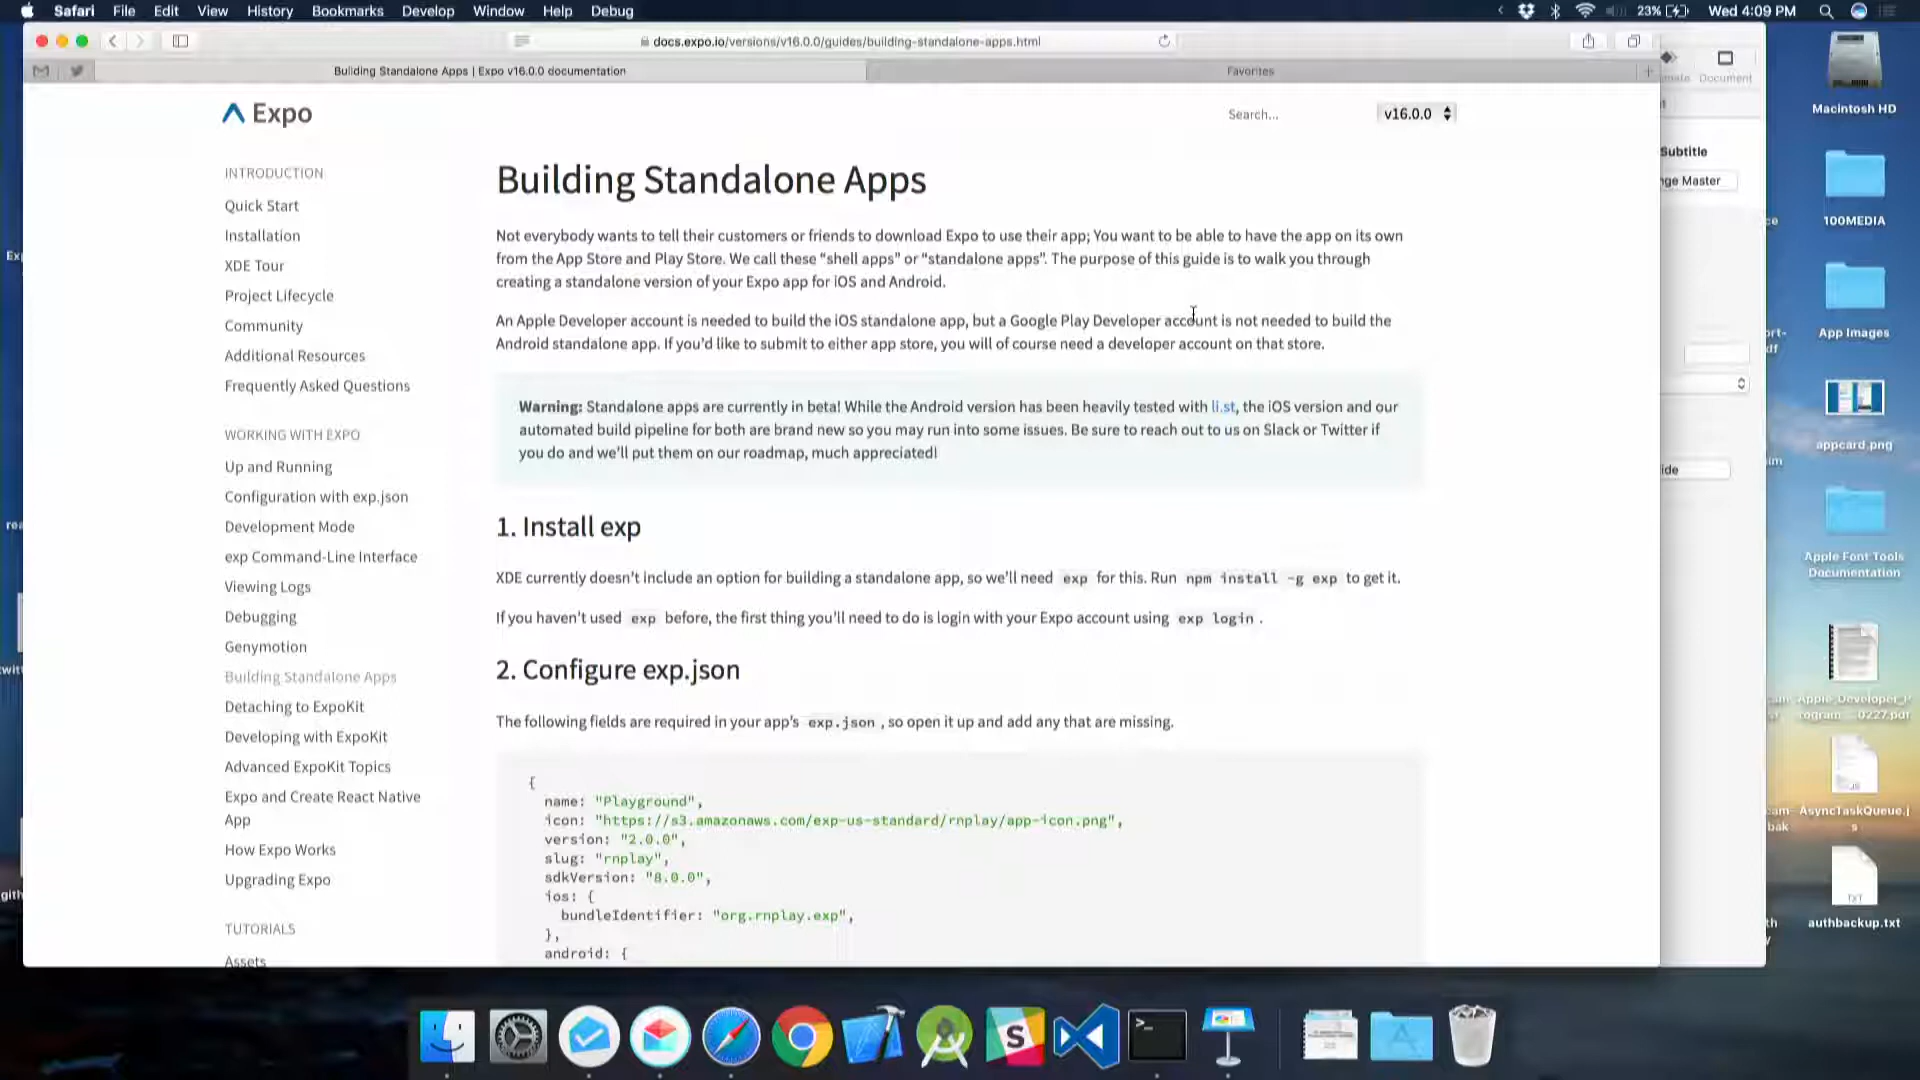 Safari File Edit View History Bookmarks Develop Window Help Debug
23% Wed 4:09 PM
docs.expo.io/versions/v16.0.0/guides/building-standalone-apps.html
Building Standalone Apps | Expo v16.0.0 documentation
Favorites
Expo
Search...
v16.0.0
INTRODUCTION
Quick Start
Installation
XDE Tour
Project Lifecycle
Community
Additional Resources
Frequently Asked Questions
WORKING WITH EXPO
Up and Running
Configuration with exp.json
Development Mode
exp Command-Line Interface
Viewing Logs
Debugging
Genymotion
Building Standalone Apps
Detaching to ExpoKit
Developing with ExpoKit
Advanced ExpoKit Topics
Expo and Create React Native
App
How Expo Works
Upgrading Expo
TUTORIALS
Assets
Building Standalone Apps
Not everybody wants to tell their customers or friends to download Expo to use their app; You want to be able to have the app on its own
from the App Store and Play Store. We call these “shell apps” or “standalone apps”. The purpose of this guide is to walk you through
creating a standalone version of your Expo app for iOS and Android.
An Apple Developer account is needed to build the iOS standalone app, but a Google Play Developer account is not needed to build the
Android standalone app. If you’d like to submit to either app store, you will of course need a developer account on that store.
Warning: Standalone apps are currently in beta! While the Android version has been heavily tested with li.st, the iOS version and our
automated build pipeline for both are brand new so you may run into some issues. Be sure to reach out to us on Slack or Twitter if
you do and we’ll put them on our roadmap, much appreciated!
1. Install exp
XDE currently doesn’t include an option for building a standalone app, so we’ll need exp for this. Run npm install -g exp to get it.
If you haven’t used exp before, the first thing you’ll need to do is login with your Expo account using exp login .
2. Configure exp.json
The following fields are required in your app’s exp.json , so open it up and add any that are missing.
{
name: "Playground",
icon: "https://s3.amazonaws.com/exp-us-standard/rnplay/app-icon.png",
version: "2.0.0",
slug: "rnplay",
sdkVersion: "8.0.0",
ios: {
bundleIdentifier: "org.rnplay.exp",
},
android: {
Document
Subtitle
nge Master
ide
Macintosh HD
100MEDIA
App Images
appcard.png
Apple Font Tools
Documentation
Apple_Developer_P
rogram ...0227.pdf
JS
AsyncTaskQueue.j
s
TXT
authbackup.txt